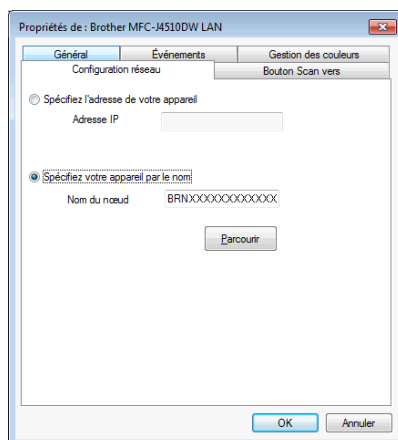 Propriétés de : Brother MFC-J4510DW LAN
Général Événements Gestion des couleurs
Configuration réseau Bouton Scan vers
Spécifiez l'adresse de votre appareil
Adresse IP
Spécifiez votre appareil par le nom
Nom du nœud BRNXXXXXXXXXXXX
Parcourir
OK Annuler